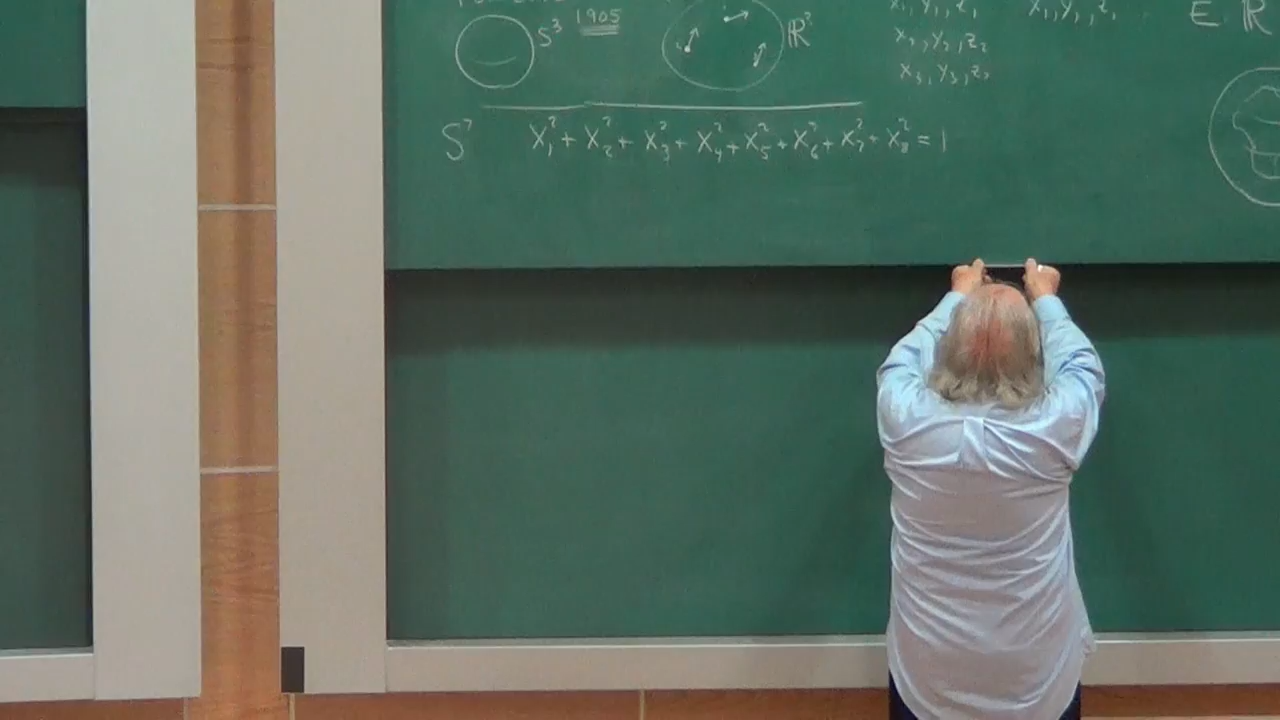 S³ 1905
ℝ³
x₁, y₁, z₁
x₂, y₂, z₂
x₃, y₃, z₃
x₁, y₁, z₁
E ℝ
S⁷ x₁² + x₂² + x₃² + x₄² + x₅² + x₆² + x₇² + x₈² = 1